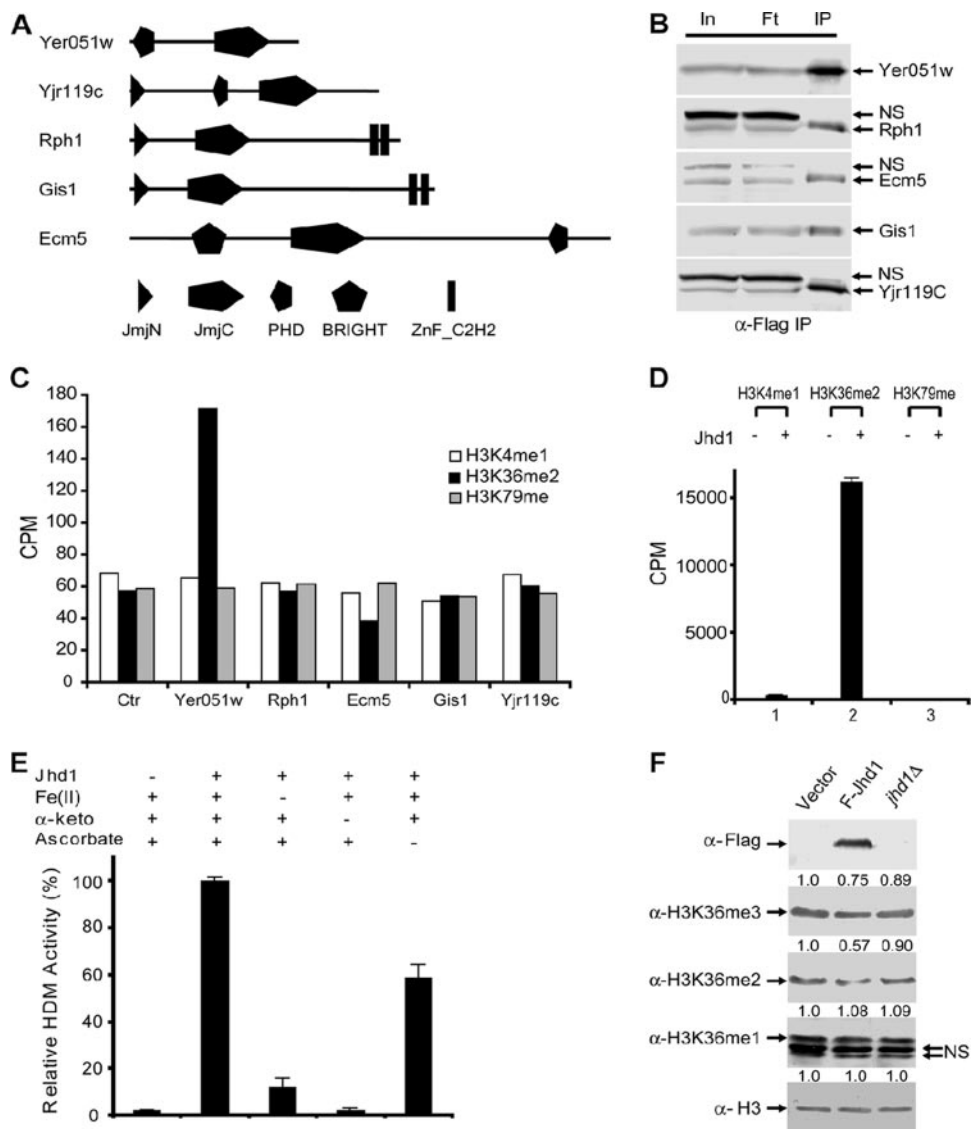 A
Yer051w
Yjr119c
Rph1
Gis1
Ecm5
JmjN JmjC PHD BRIGHT ZnF_C2H2
B
In Ft IP
Yer051w
NS
Rph1
NS
Ecm5
Gis1
NS
Yjr119C
α-Flag IP
C
180
160
140
120
100
80
60
40
20
0
CPM
H3K4me1
H3K36me2
H3K79me
Ctr Yer051w Rph1 Ecm5 Gis1 Yjr119c
D
H3K4me1 H3K36me2 H3K79me
Jhd1 - + - + - +
15000
10000
5000
0
CPM
1 2 3
E
Jhd1 - + + + +
Fe(II) + + - + +
α-keto + + + - +
Ascorbate + + + + -
100
80
60
40
20
0
Relative HDM Activity (%)
F
Vector F-Jhd1 jhd1Δ
α-Flag
1.0 0.75 0.89
α-H3K36me3
1.0 0.57 0.90
α-H3K36me2
1.0 1.08 1.09
α-H3K36me1
NS
1.0 1.0 1.0
α-H3